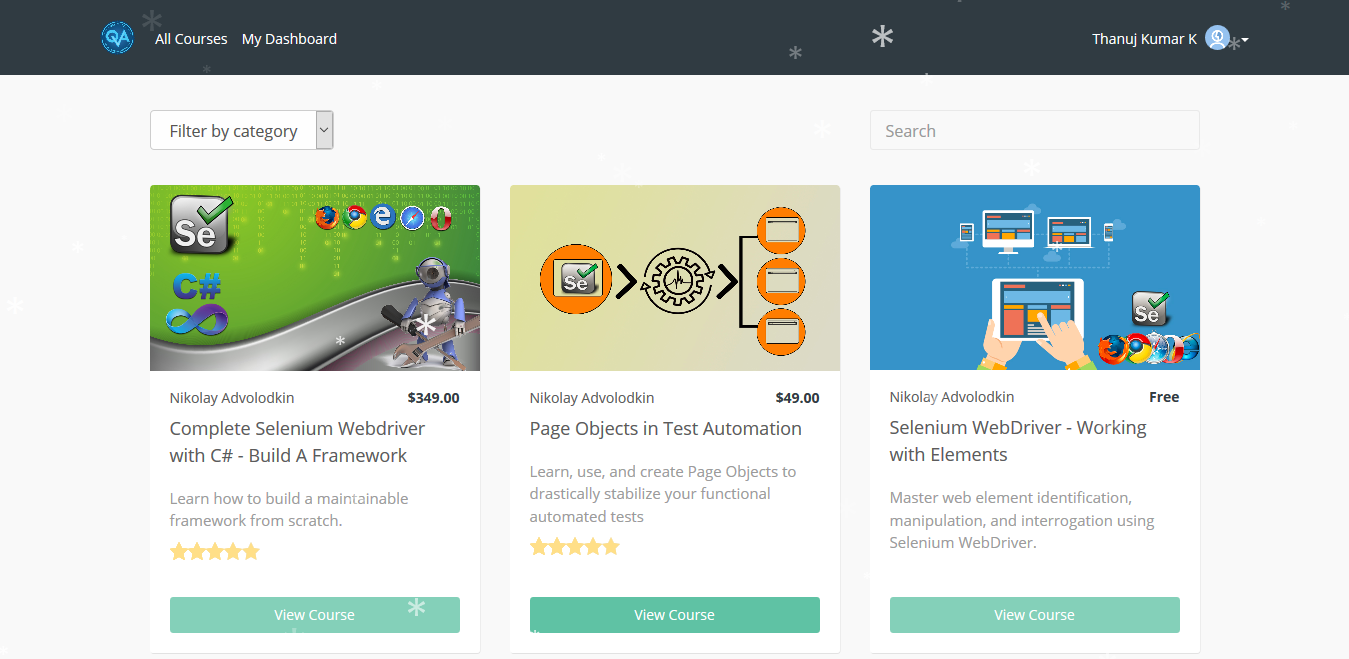 QA
All Courses
My Dashboard
Thanuj Kumar K
Filter by category
Search
Se
C#
Nikolay Advolodkin
$349.00
Complete Selenium Webdriver
with C# - Build A Framework
Learn how to build a maintainable
framework from scratch.
View Course
Se
Nikolay Advolodkin
$49.00
Page Objects in Test Automation
Learn, use, and create Page Objects to
drastically stabilize your functional
automated tests
View Course
Se
Nikolay Advolodkin
Free
Selenium WebDriver - Working
with Elements
Master web element identification,
manipulation, and interrogation using
Selenium WebDriver.
View Course